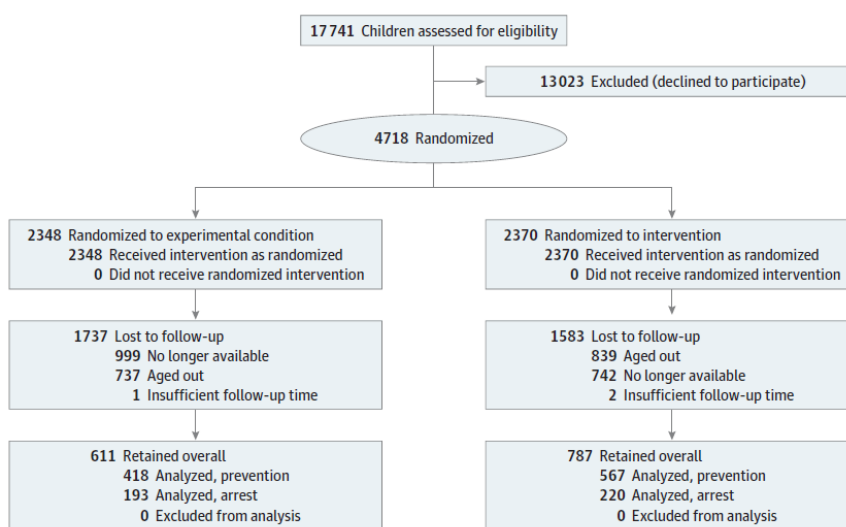 17741 Children assessed for eligibility
13023 Excluded (declined to participate)
4718 Randomized
2348 Randomized to experimental condition
2348 Received intervention as randomized
0 Did not receive randomized intervention
2370 Randomized to intervention
2370 Received intervention as randomized
0 Did not receive randomized intervention
1737 Lost to follow-up
999 No longer available
737 Aged out
1 Insufficient follow-up time
1583 Lost to follow-up
839 Aged out
742 No longer available
2 Insufficient follow-up time
611 Retained overall
418 Analyzed, prevention
193 Analyzed, arrest
0 Excluded from analysis
787 Retained overall
567 Analyzed, prevention
220 Analyzed, arrest
0 Excluded from analysis